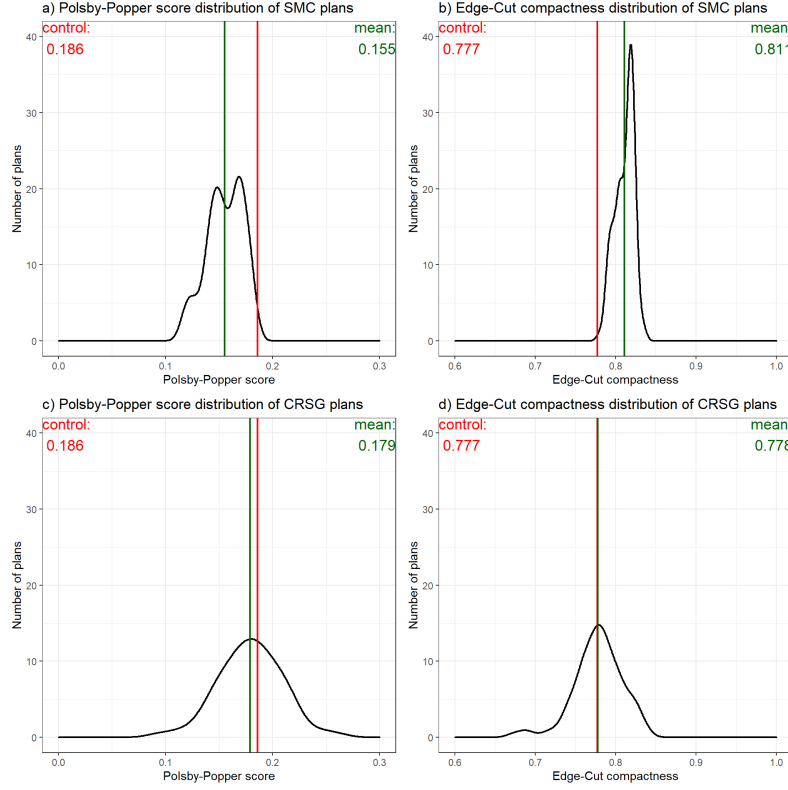 a) Polsby-Popper score distribution of SMC plans
control:
0.186
mean:
0.155
40
30
20
10
0
Number of plans
0.0
0.1
0.2
0.3
Polsby-Popper score
b) Edge-Cut compactness distribution of SMC plans
control:
0.777
mean
0.811
40
30
20
10
0
Number of plans
0.6
0.7
0.8
0.9
1.0
Edge-Cut compactness
c) Polsby-Popper score distribution of CRSG plans
control:
0.186
mean:
0.179
40
30
20
10
0
Number of plans
0.0
0.1
0.2
0.3
Polsby-Popper score
d) Edge-Cut compactness distribution of CRSG plans
control:
0.777
mean
0.778
40
30
20
10
0
Number of plans
0.6
0.7
0.8
0.9
1.0
Edge-Cut compactness